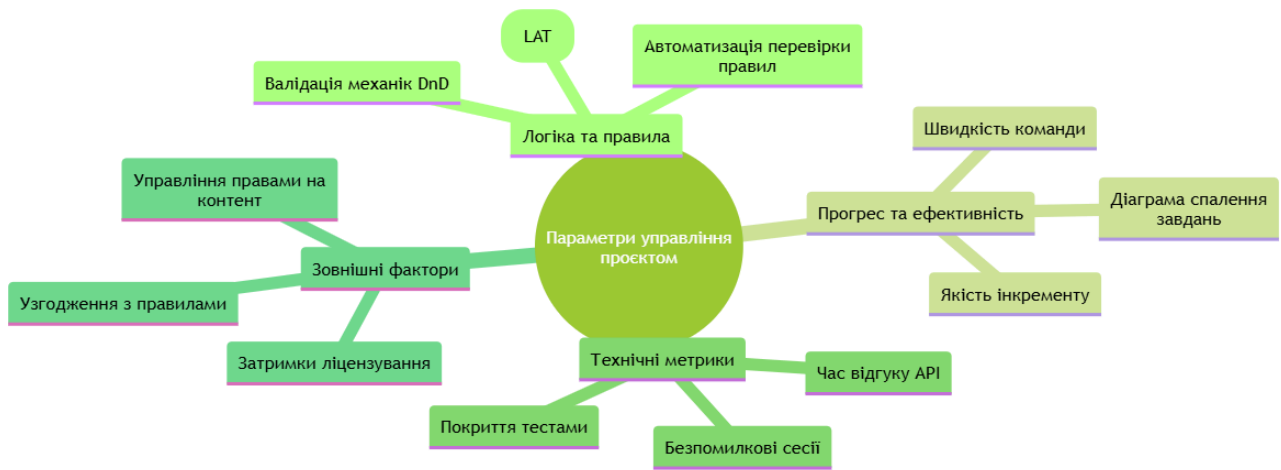 LAT
Автоматизація перевірки
правил
Валідація механік DnD
Логіка та правила
Швидкість команди
Управління правами на
контент
Прогрес та ефективність
Діаграма спалення
завдань
Параметри управління
проєктом
Зовнішні фактори
Узгодження з правилами
Якість інкременту
Затримки ліцензування
Технічні метрики
Час відгуку API
Покриття тестами
Безпомилкові сесії